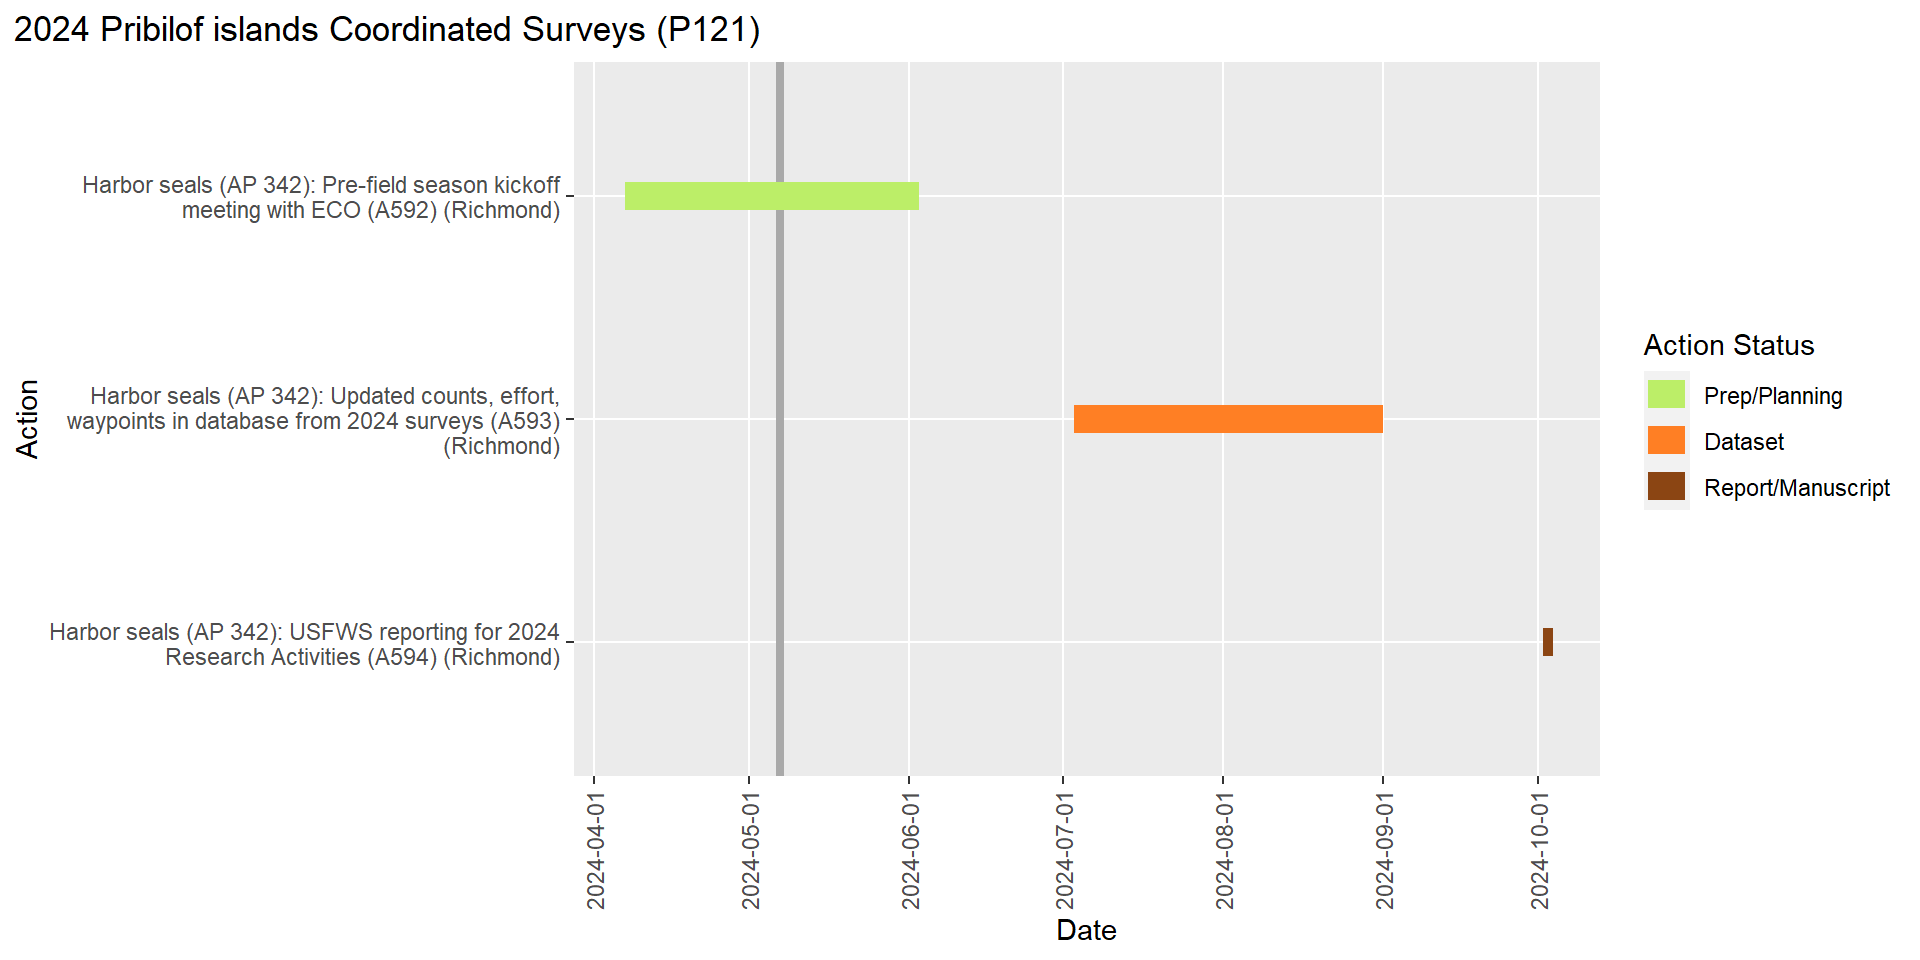 2024 Pribilof islands Coordinated Surveys (P121)
Harbor seals (AP 342): Pre-field season kickoff
meeting with ECO (A592) (Richmond)
Harbor seals (AP 342): Updated counts, effort,
waypoints in database from 2024 surveys (A593)
(Richmond)
Harbor seals (AP 342): USFWS reporting for 2024
Research Activities (A594) (Richmond)
Action
2024-04-01
2024-05-01
2024-06-01
2024-07-01
2024-08-01
2024-09-01
2024-10-01
Date
Action Status
Prep/Planning
Dataset
Report/Manuscript